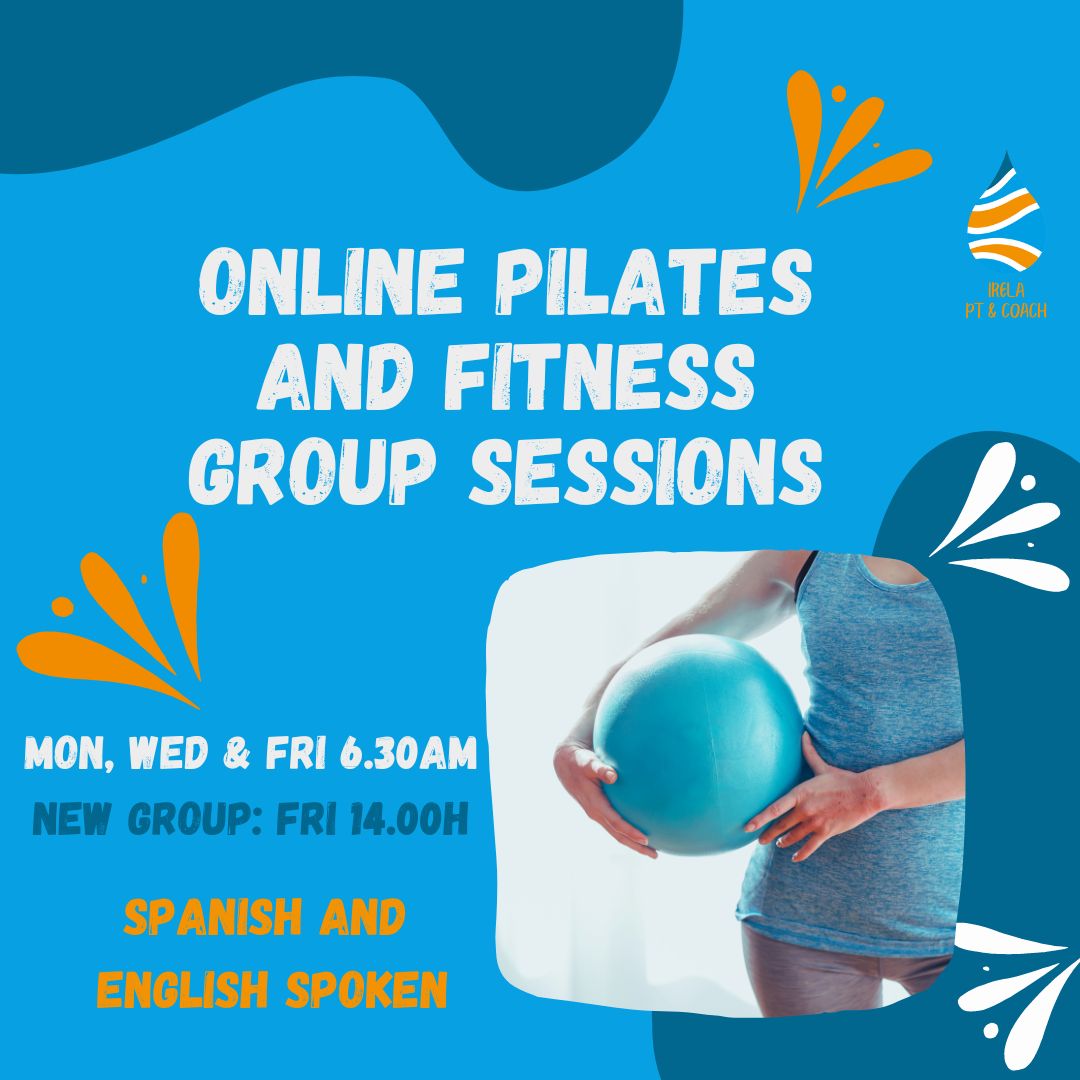 IRELA
PT & COACH
ONLINE PILATES
AND FITNESS
GROUP SESSIONS
MON, WED & FRI 6.30AM
NEW GROUP: FRI 14.00H
SPANISH AND
ENGLISH SPOKEN